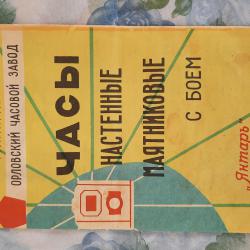 ОРЛОВСКИЙ ЧАСОВОЙ ЗАВОД
ЧАСЫ
НАСТЕННЫЕ
МАЯТНИКОВЫЕ
С БОЕМ
„Янтарь“